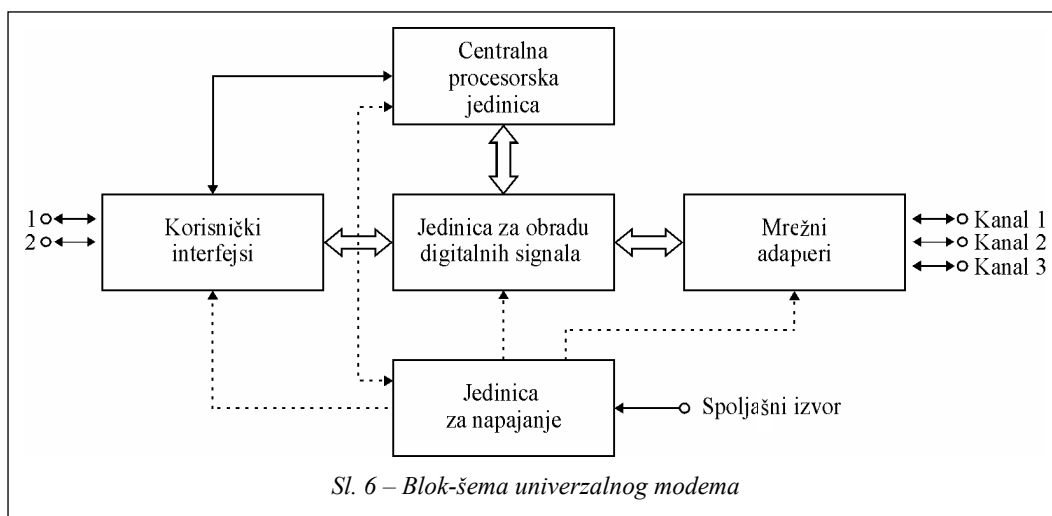 Centralna
procesorska
jedinica
1
2
Korisnički
interfejsi
Jedinica za obradu
digitalnih signala
Mrežni
adapteri
Kanal 1
Kanal 2
Kanal 3
Jedinica
za napajanje
Spoljašni izvor
Sl. 6 – Blok-šema univerzalnog modema